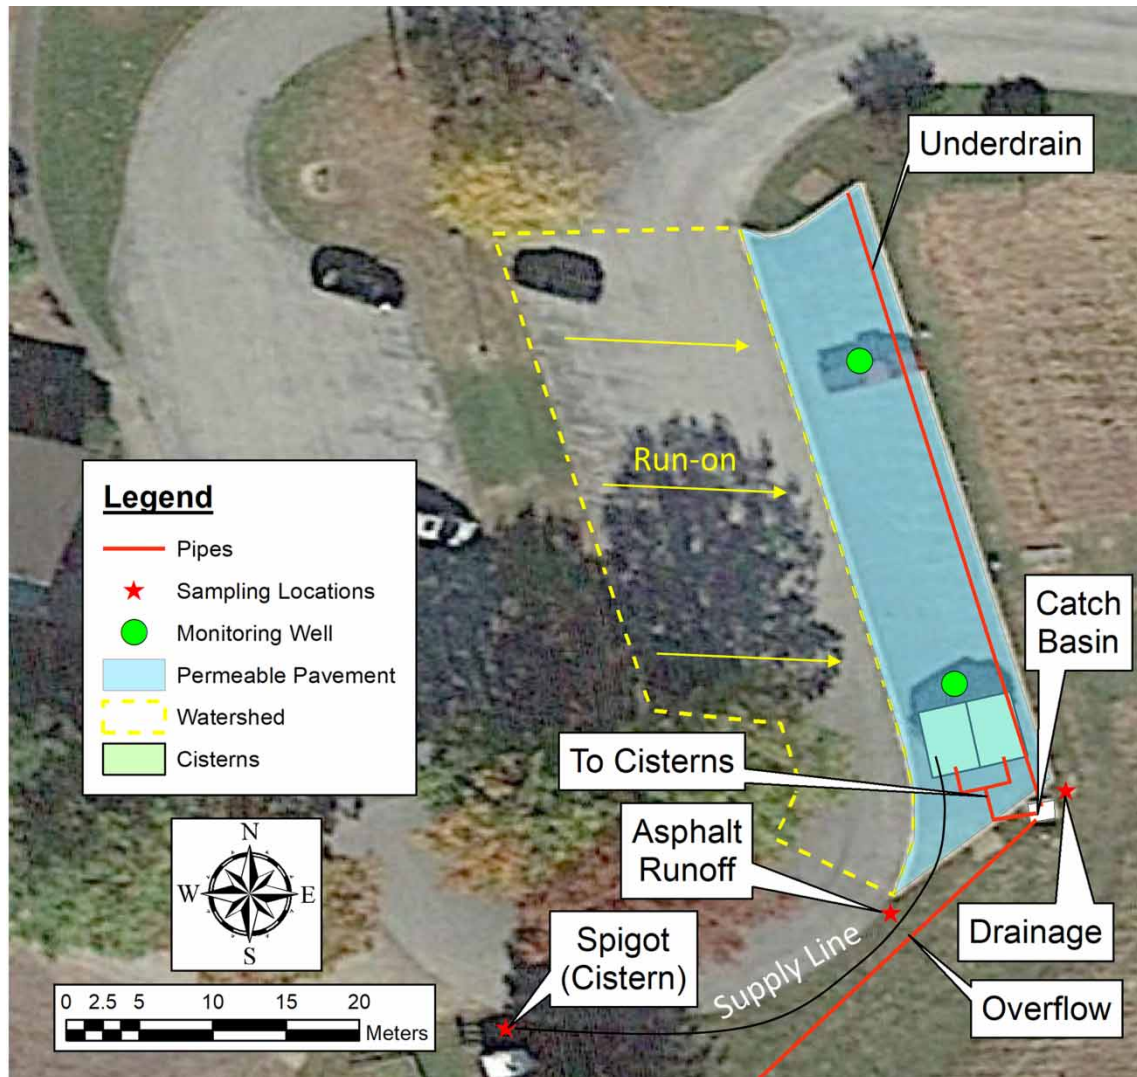 Underdrain
Run-on
Catch
Basin
Legend
Pipes
Sampling Locations
Monitoring Well
Permeable Pavement
Watershed
Cisterns
To Cisterns
Asphalt
Runoff
N
W E
S
Spigot
(Cistern)
Supply Line
Drainage
Overflow
0 2.5 5 10 15 20
Meters